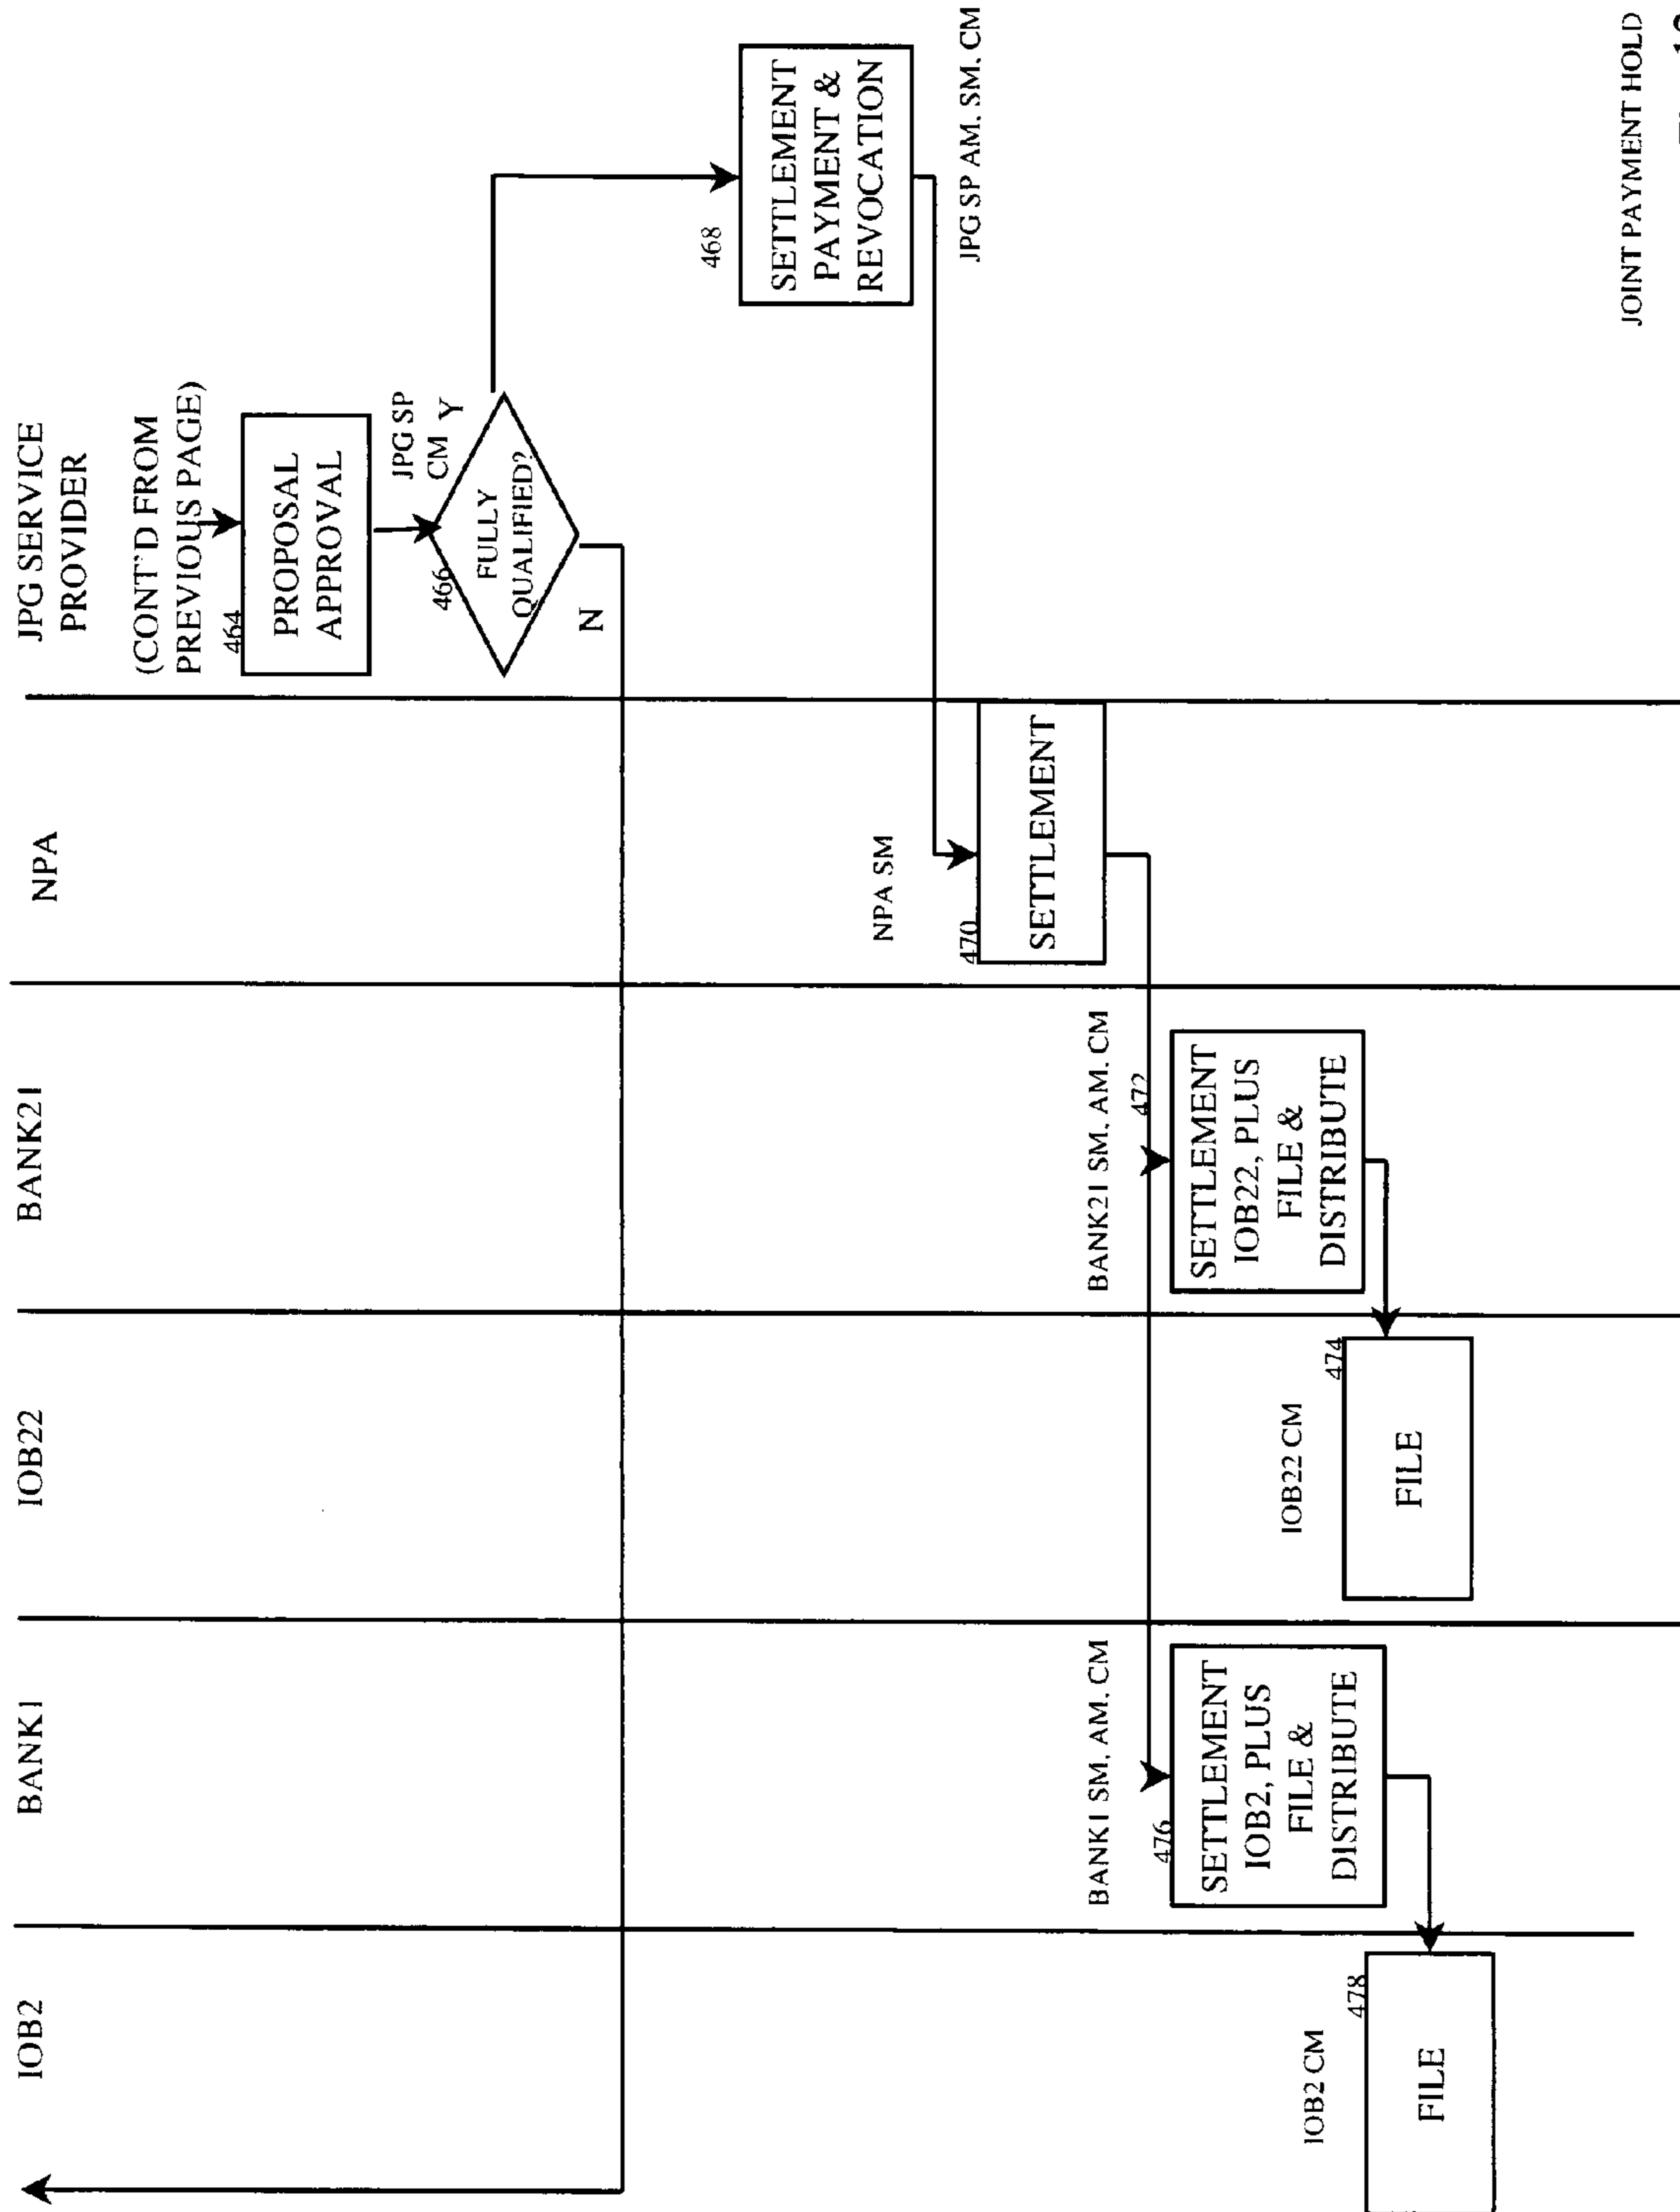 IOB2
BANK1
IOB22
BANK21
NPA
JPG SERVICE
PROVIDER
(CONT'D FROM
PREVIOUS PAGE)
464
PROPOSAL
APPROVAL
JPG SP
CM Y
466
FULLY
QUALIFIED?
N
468
SETTLEMENT
PAYMENT &
REVOCATION
JPG SP AM, SM, CM
NPA SM
470
SETTLEMENT
BANK21 SM, AM, CM
472
SETTLEMENT
IOB22, PLUS
FILE &
DISTRIBUTE
BANK1 SM, AM, CM
476
SETTLEMENT
IOB2, PLUS
FILE &
DISTRIBUTE
IOB22 CM
474
FILE
IOB2 CM
478
FILE
JOINT PAYMENT HOLD